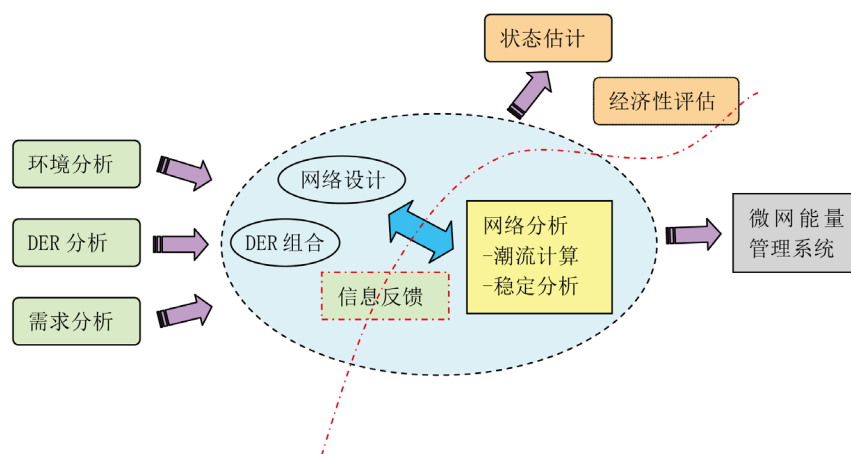 状态估计
经济性评估
环境分析
网络设计
DER 分析
DER 组合
网络分析
-潮流计算
-稳定分析
微网能量
管理系统
信息反馈
需求分析